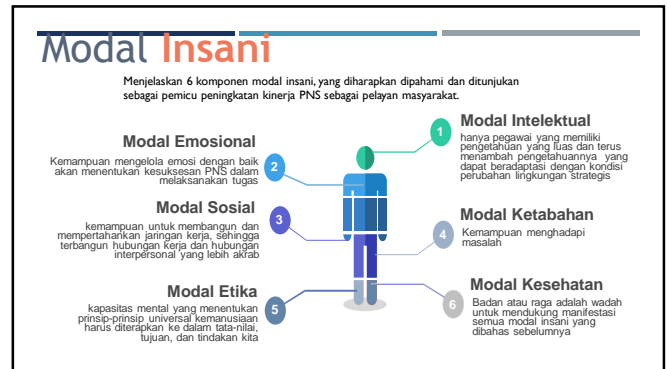 Modal Insani
Menjelaskan 6 komponen modal insani, yang diharapkan dipahami dan ditunjukan
sebagai pemicu peningkatan kinerja PNS sebagai pelayan masyarakat.
1
Modal Intelektual
hanya pegawai yang memiliki
pengetahuan yang luas dan terus
menambah pengetahuannya yang
dapat beradaptasi dengan kondisi
perubahan lingkungan strategis
Modal Emosional
Kemampuan mengelola emosi dengan baik
akan menentukan kesuksesan PNS dalam
melaksanakan tugas
2
Modal Sosial
kemampuan untuk membangun dan
mempertahankan jaringan kerja, sehingga
terbangun hubungan kerja dan hubungan
interpersonal yang lebih akrab
3
4
Modal Ketabahan
Kemampuan menghadapi
masalah
Modal Etika
kapasitas mental yang menentukan
prinsip-prinsip universal kemanusiaan
harus diterapkan ke dalam tata-nilai,
tujuan, dan tindakan kita
5
6
Modal Kesehatan
Badan atau raga adalah wadah
untuk mendukung manifestasi
semua modal insani yang
dibahas sebelumnya